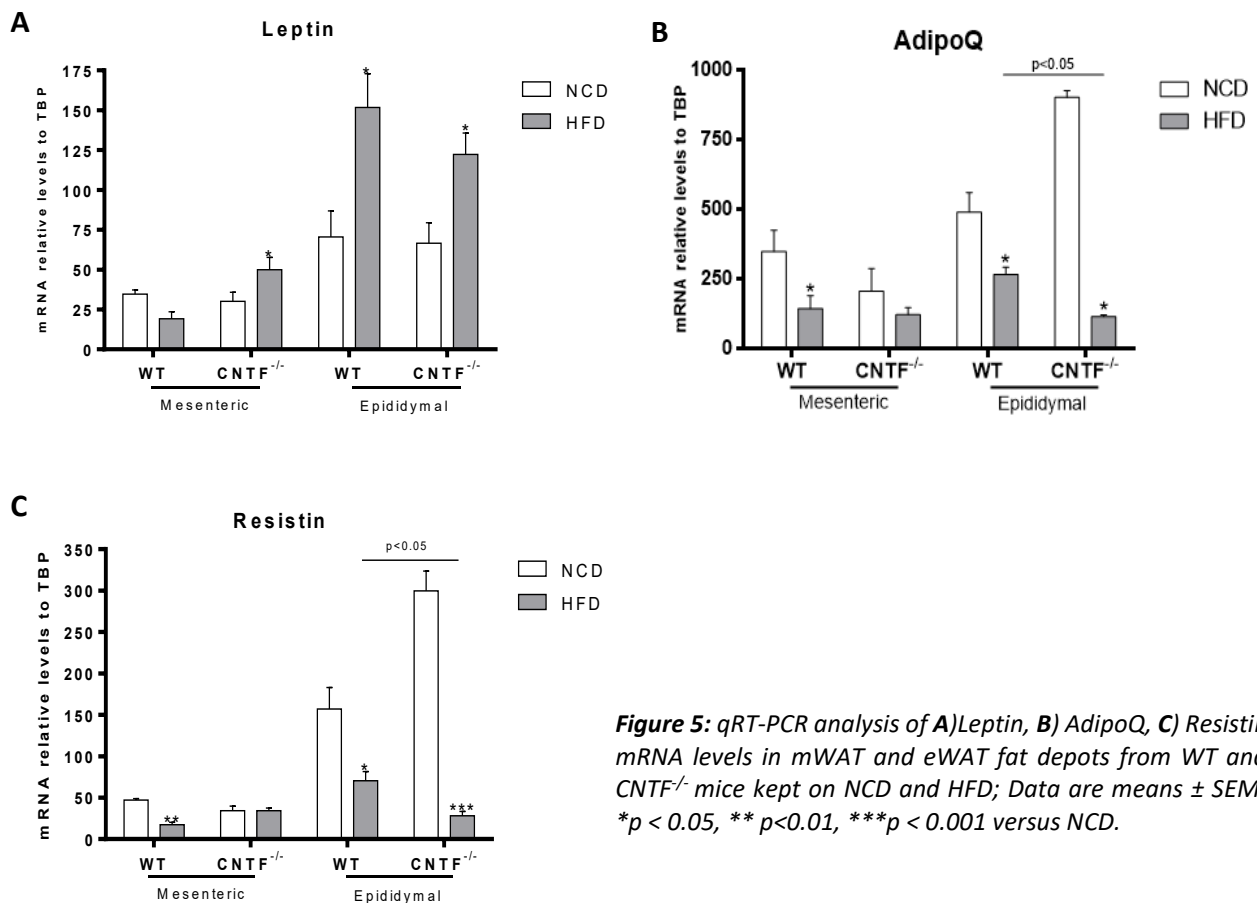 A
Leptin
mRNA relative levels to TBP
175
150
125
100
75
50
25
0
*
*
*
NCD
HFD
WT CNTF-/- WT CNTF-/-
Mesenteric Epididymal
B
AdipoQ
mRNA relative levels to TBP
1000
750
500
250
0
p<0.05
*
*
*
NCD
HFD
WT CNTF-/- WT CNTF-/-
Mesenteric Epididymal
C
Resistin
mRNA relative levels to TBP
350
300
250
200
150
100
50
0
p<0.05
**
*
***
NCD
HFD
WT CNTF-/- WT CNTF-/-
Mesenteric Epididymal
Figure 5: qRT-PCR analysis of A)Leptin, B) AdipoQ, C) Resistin
mRNA levels in mWAT and eWAT fat depots from WT and
CNTF-/- mice kept on NCD and HFD; Data are means ± SEM
*p < 0.05, ** p<0.01, ***p < 0.001 versus NCD.